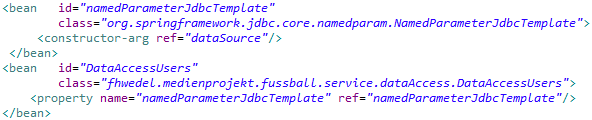 <bean   id="namedParameterJdbcTemplate"
        class="org.springframework.jdbc.core.namedparam.NamedParameterJdbcTemplate">
     <constructor-arg ref="dataSource"/>
 </bean>
<bean   id="DataAccessUsers"
        class="fhwedel.medienprojekt.fussball.service.dataAccess.DataAccessUsers">
    <property name="namedParameterJdbcTemplate" ref="namedParameterJdbcTemplate"/>
</bean>